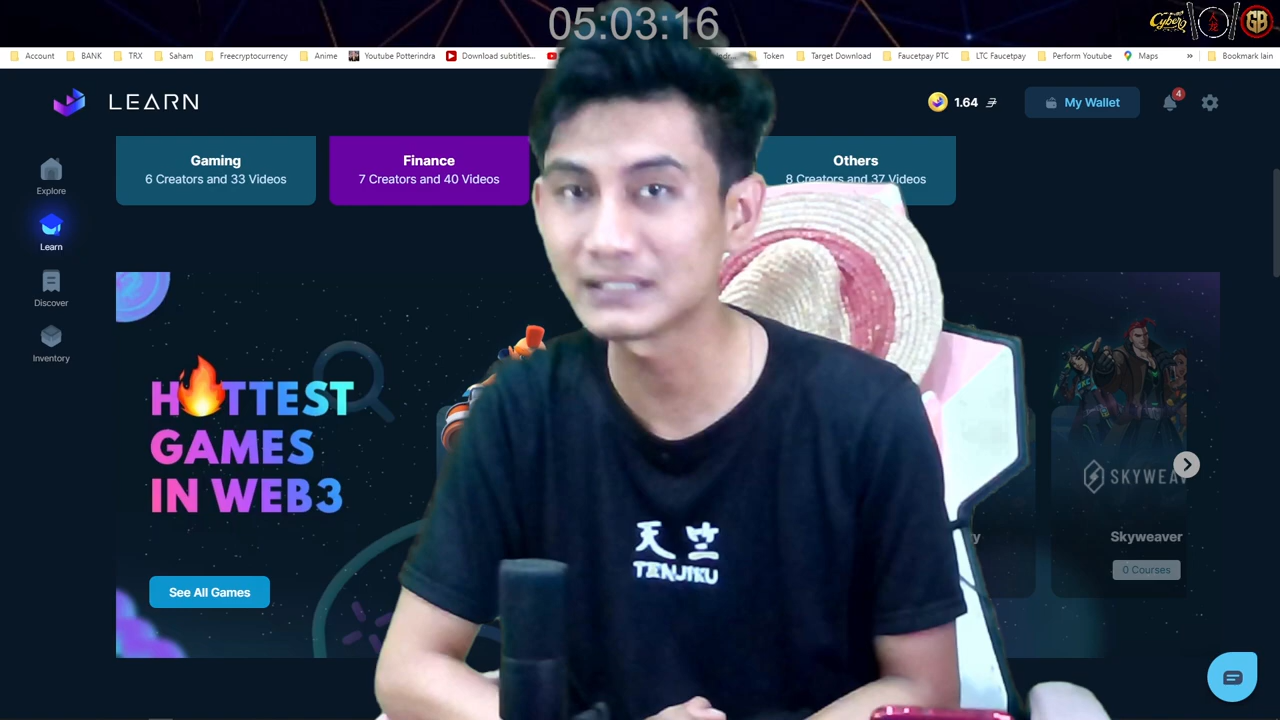 05:03:16
Cyber
GB
Account
BANK
TRX
Saham
Freecryptocurrency
Anime
Youtube Potterindra
Download subtitles...
Token
Target Download
Faucetpay PTC
LTC Faucetpay
Perform Youtube
Maps
»
Bookmark lain
LEARN
1.64
My Wallet
4
Explore
Learn
Discover
Inventory
Gaming
6 Creators and 33 Videos
Finance
7 Creators and 40 Videos
Others
8 Creators and 37 Videos
HOTTEST
GAMES
IN WEB3
See All Games
SKYWEA
Skyweaver
0 Courses
天竺
TENJIKU